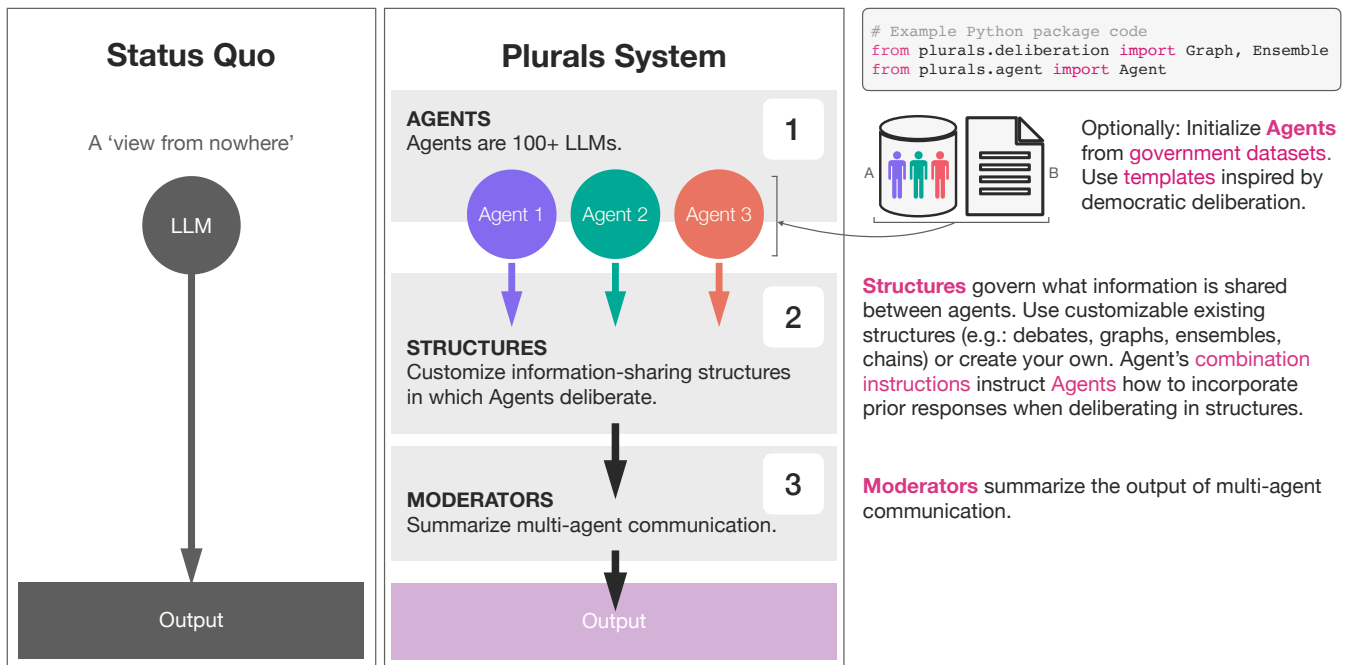 Status Quo
A ‘view from nowhere’
LLM
Output
Plurals System
AGENTS
Agents are 100+ LLMs.
1
Agent 1
Agent 2
Agent 3
2
STRUCTURES
Customize information-sharing structures
in which Agents deliberate.
3
MODERATORS
Summarize multi-agent communication.
Output
# Example Python package code
from plurals.deliberation import Graph, Ensemble
from plurals.agent import Agent
A
B
Optionally: Initialize Agents
from government datasets.
Use templates inspired by
democratic deliberation.
Structures govern what information is shared
between agents. Use customizable existing
structures (e.g.: debates, graphs, ensembles,
chains) or create your own. Agent’s combination
instructions instruct Agents how to incorporate
prior responses when deliberating in structures.
Moderators summarize the output of multi-agent
communication.